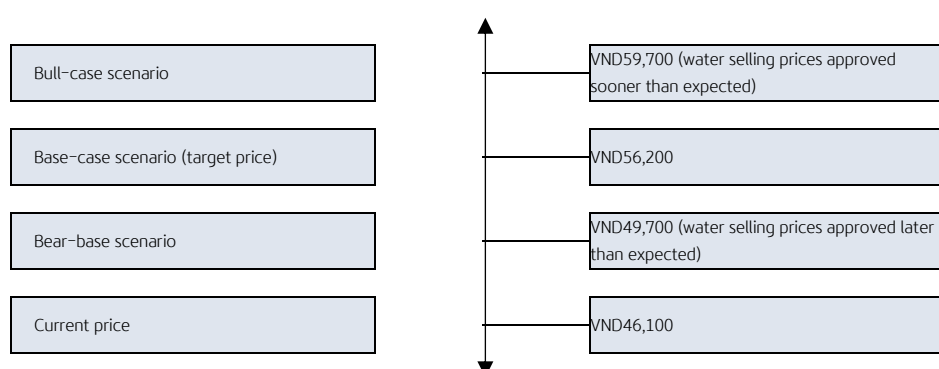 Bull-case scenario
VND59,700 (water selling prices approved
sooner than expected)
Base-case scenario (target price)
VND56,200
Bear-base scenario
VND49,700 (water selling prices approved later
than expected)
Current price
VND46,100